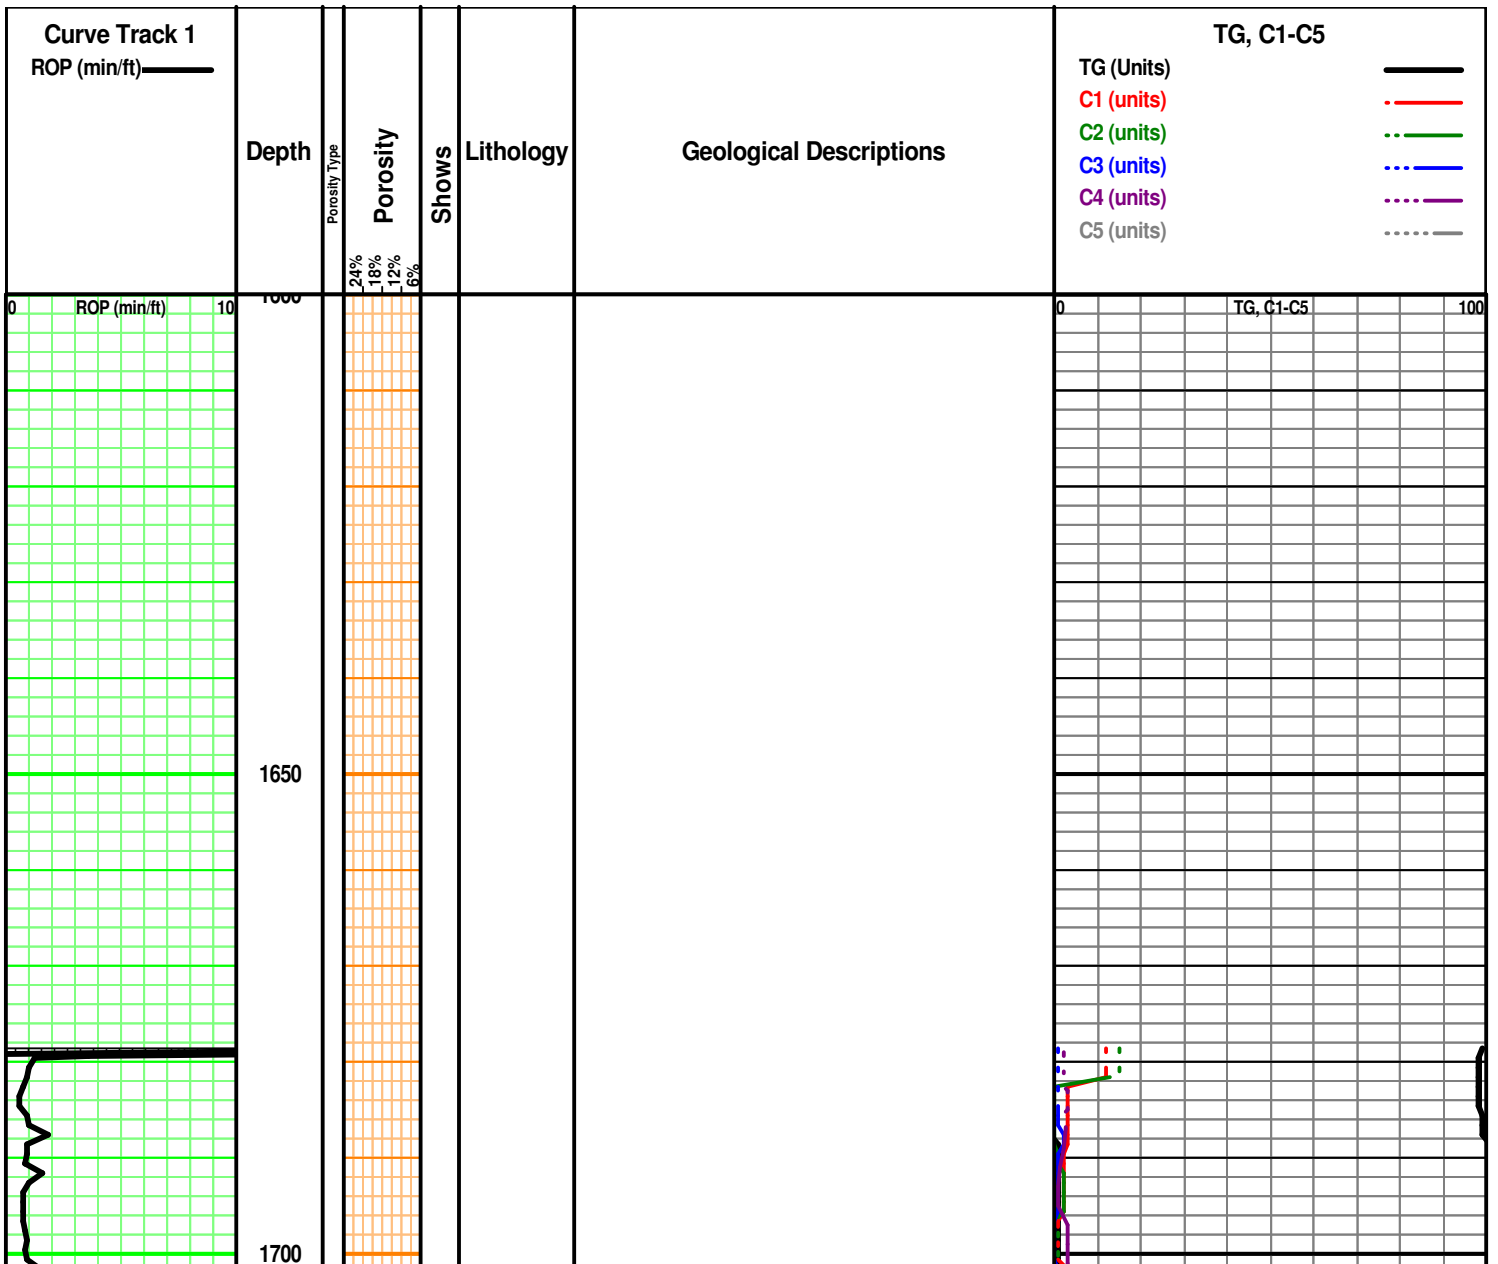 Curve Track 1
ROP (min/ft)
Depth
Porosity Type
Porosity
24%
18%
12%
6%
Shows
Lithology
Geological Descriptions
TG, C1-C5
TG (Units)
C1 (units)
C2 (units)
C3 (units)
C4 (units)
C5 (units)
0 ROP (min/ft) 10
0 TG, C1-C5 100
1650
1700